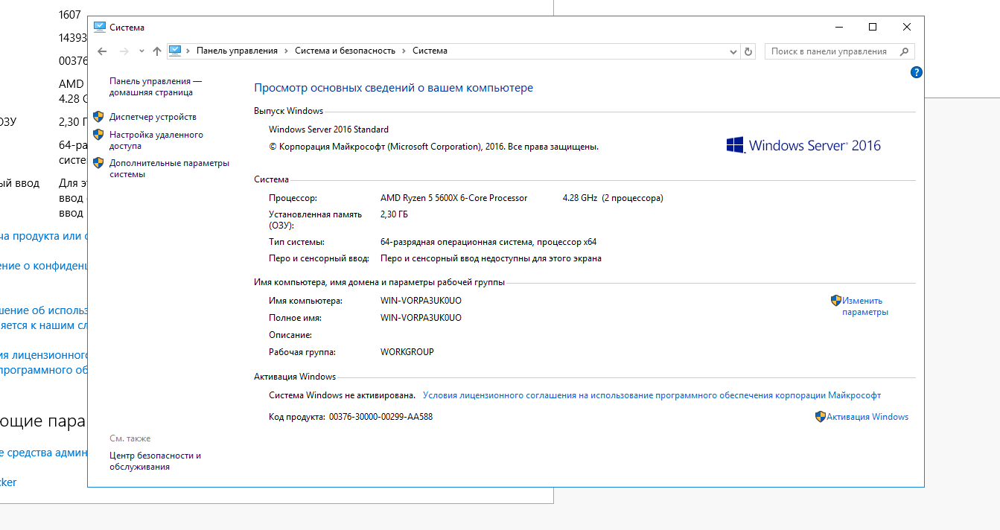 1607
14393
00376
AMD
4.28
ОЗУ
2,30
64-ра
систе
ый ввод
Для э
ввод
ввод
ча продукта или
ение о конфиден
шение об использ
яется к нашим сл
ия лицензионного
программного об
ющие пара
е средства админ
cker
Система
Панель управления
Система и безопасность
Система
Поиск в панели управления
?
Панель управления —
домашняя страница
Диспетчер устройств
Настройка удаленного
доступа
Дополнительные параметры
системы
См. также
Центр безопасности и
обслуживания
Просмотр основных сведений о вашем компьютере
Выпуск Windows
Windows Server 2016 Standard
© Корпорация Майкрософт (Microsoft Corporation), 2016. Все права защищены.
Windows Server® 2016
Система
Процессор: AMD Ryzen 5 5600X 6-Core Processor 4.28 GHz (2 процессора)
Установленная память
(ОЗУ): 2,30 ГБ
Тип системы: 64-разрядная операционная система, процессор x64
Перо и сенсорный ввод: Перо и сенсорный ввод недоступны для этого экрана
Имя компьютера, имя домена и параметры рабочей группы
Имя компьютера: WIN-VORPA3UK0UO
Полное имя: WIN-VORPA3UK0UO
Описание:
Рабочая группа: WORKGROUP
Изменить
параметры
Активация Windows
Система Windows не активирована. Условия лицензионного соглашения на использование программного обеспечения корпорации Майкрософт
Код продукта: 00376-30000-00299-AA588
Активация Windows